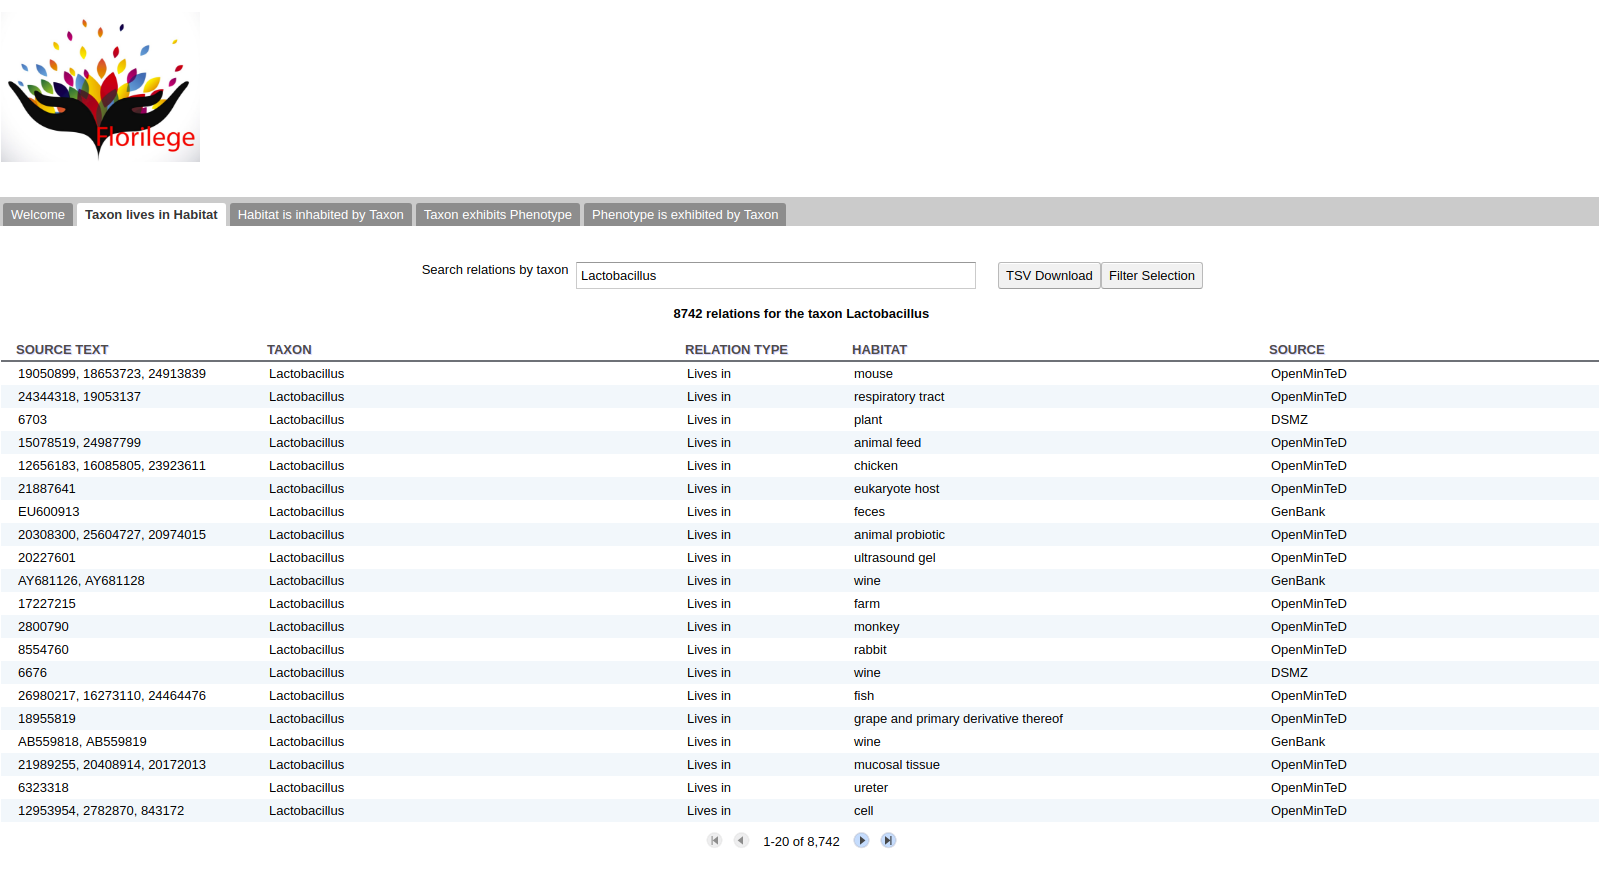 Florilege
Welcome Taxon lives in Habitat Habitat is inhabited by Taxon Taxon exhibits Phenotype Phenotype is exhibited by Taxon
Search relations by taxon Lactobacillus TSV Download Filter Selection
8742 relations for the taxon Lactobacillus
SOURCE TEXT TAXON RELATION TYPE HABITAT SOURCE
19050899, 18653723, 24913839 Lactobacillus Lives in mouse OpenMinTeD
24344318, 19053137 Lactobacillus Lives in respiratory tract OpenMinTeD
6703 Lactobacillus Lives in plant DSMZ
15078519, 24987799 Lactobacillus Lives in animal feed OpenMinTeD
12656183, 16085805, 23923611 Lactobacillus Lives in chicken OpenMinTeD
21887641 Lactobacillus Lives in eukaryote host OpenMinTeD
EU600913 Lactobacillus Lives in feces GenBank
20308300, 25604727, 20974015 Lactobacillus Lives in animal probiotic OpenMinTeD
20227601 Lactobacillus Lives in ultrasound gel OpenMinTeD
AY681126, AY681128 Lactobacillus Lives in wine GenBank
17227215 Lactobacillus Lives in farm OpenMinTeD
2800790 Lactobacillus Lives in monkey OpenMinTeD
8554760 Lactobacillus Lives in rabbit OpenMinTeD
6676 Lactobacillus Lives in wine DSMZ
26980217, 16273110, 24464476 Lactobacillus Lives in fish OpenMinTeD
18955819 Lactobacillus Lives in grape and primary derivative thereof OpenMinTeD
AB559818, AB559819 Lactobacillus Lives in wine GenBank
21989255, 20408914, 20172013 Lactobacillus Lives in mucosal tissue OpenMinTeD
6323318 Lactobacillus Lives in ureter OpenMinTeD
12953954, 2782870, 843172 Lactobacillus Lives in cell OpenMinTeD
1-20 of 8,742